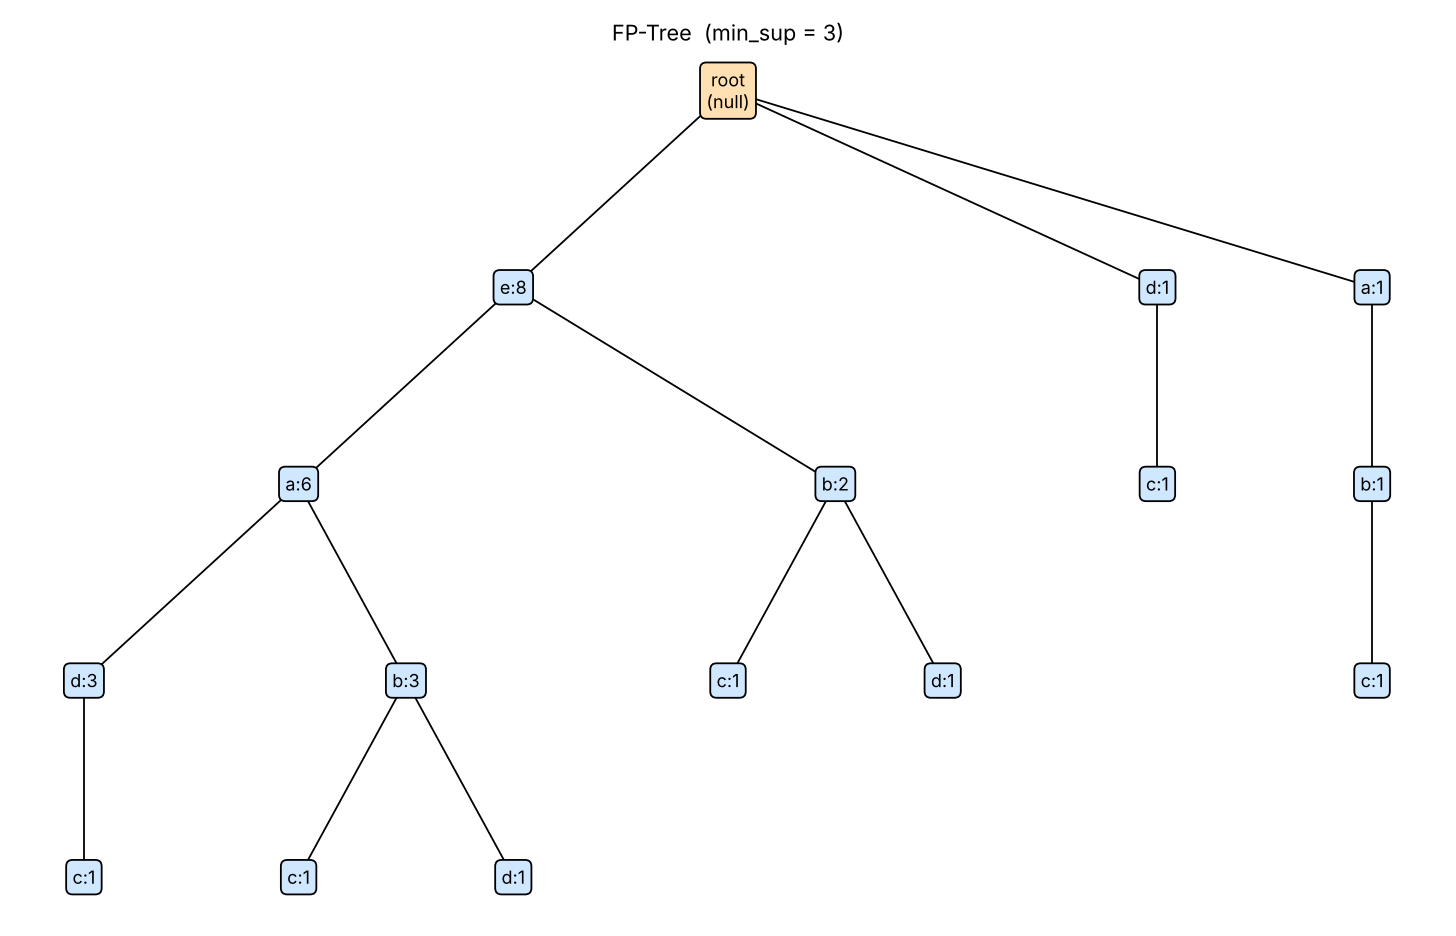 FP-Tree  (min_sup = 3)
root
(null)
e:8
d:1
a:1
a:6
b:2
c:1
b:1
d:3
b:3
c:1
d:1
c:1
c:1
c:1
d:1